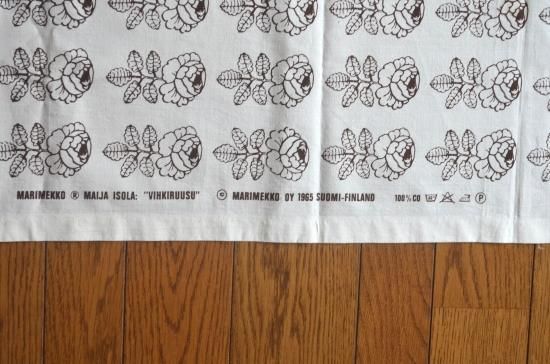 MARIMEKKO ® MAIJA ISOLA: "VIHKIRUUSU" © MARIMEKKO OY 1965 SUOMI-FINLAND 100% CO P